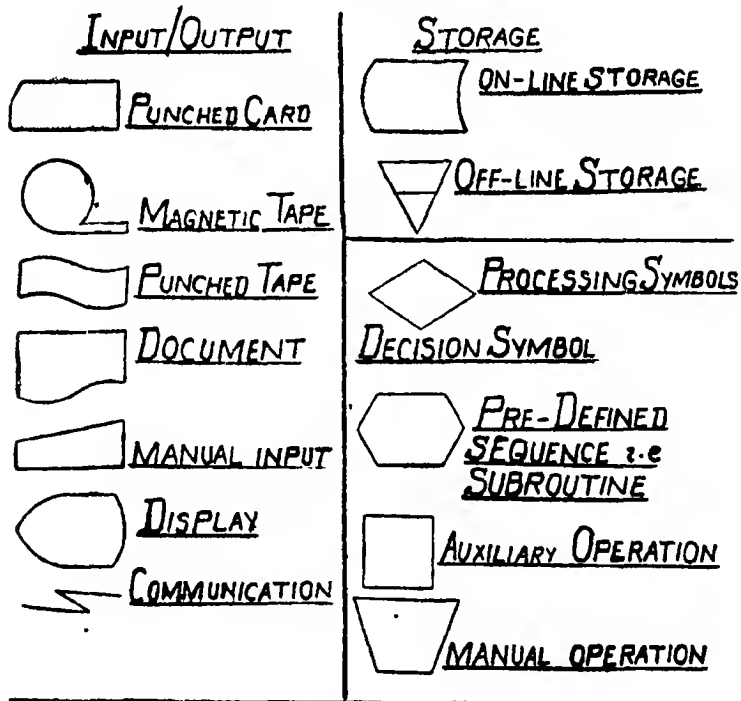 INPUT/OUTPUT
PUNCHED CARD
MAGNETIC TAPE
PUNCHED TAPE
DOCUMENT
MANUAL INPUT
DISPLAY
COMMUNICATION
STORAGE
ON-LINE STORAGE
OFF-LINE STORAGE
PROCESSING SYMBOLS
DECISION SYMBOL
PRE-DEFINED
SEQUENCE i.e
SUBROUTINE
AUXILIARY OPERATION
MANUAL OPERATION